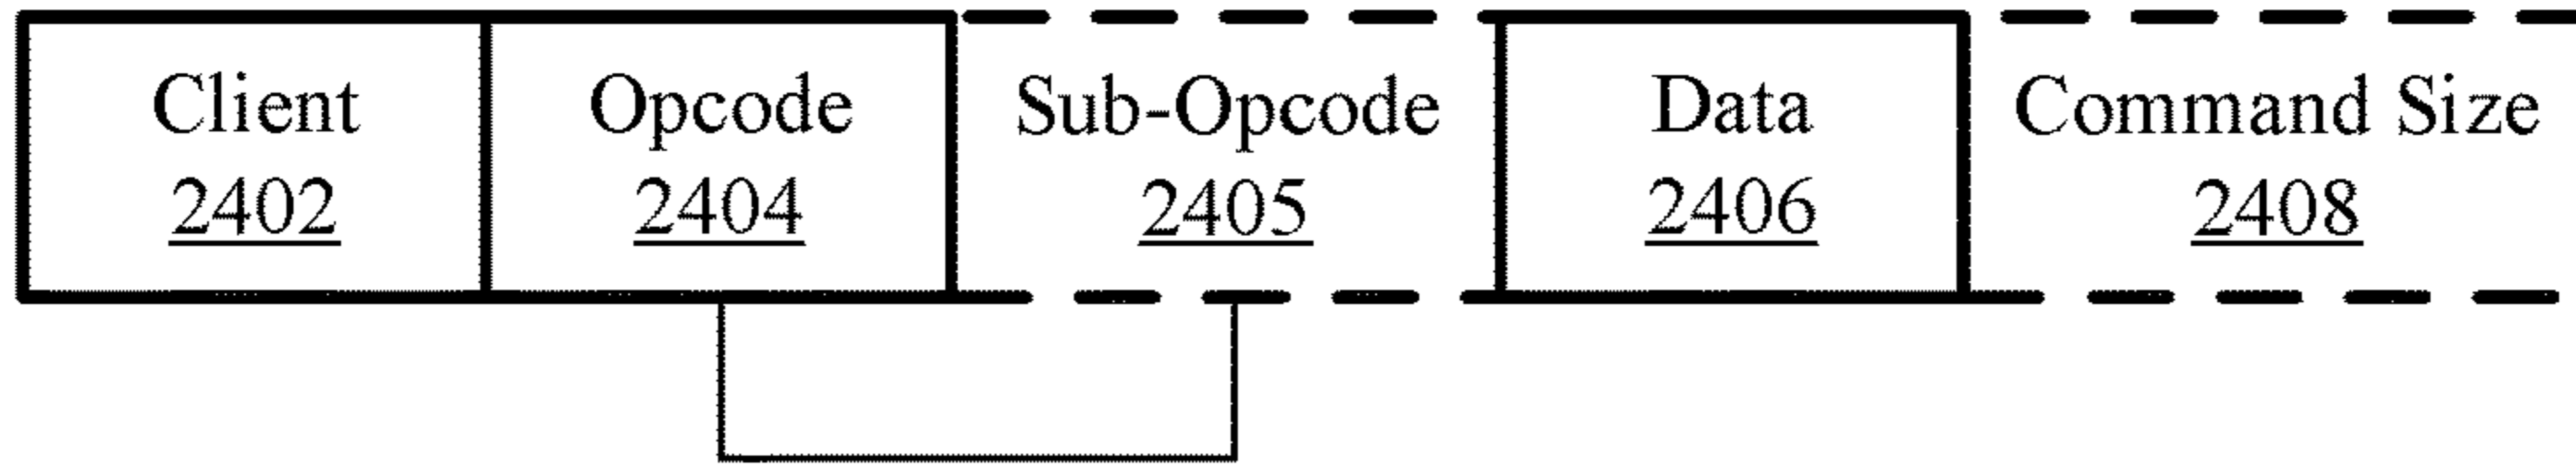 Client
2402
Opcode
2404
Sub-Opcode
2405
Data
2406
Command Size
2408